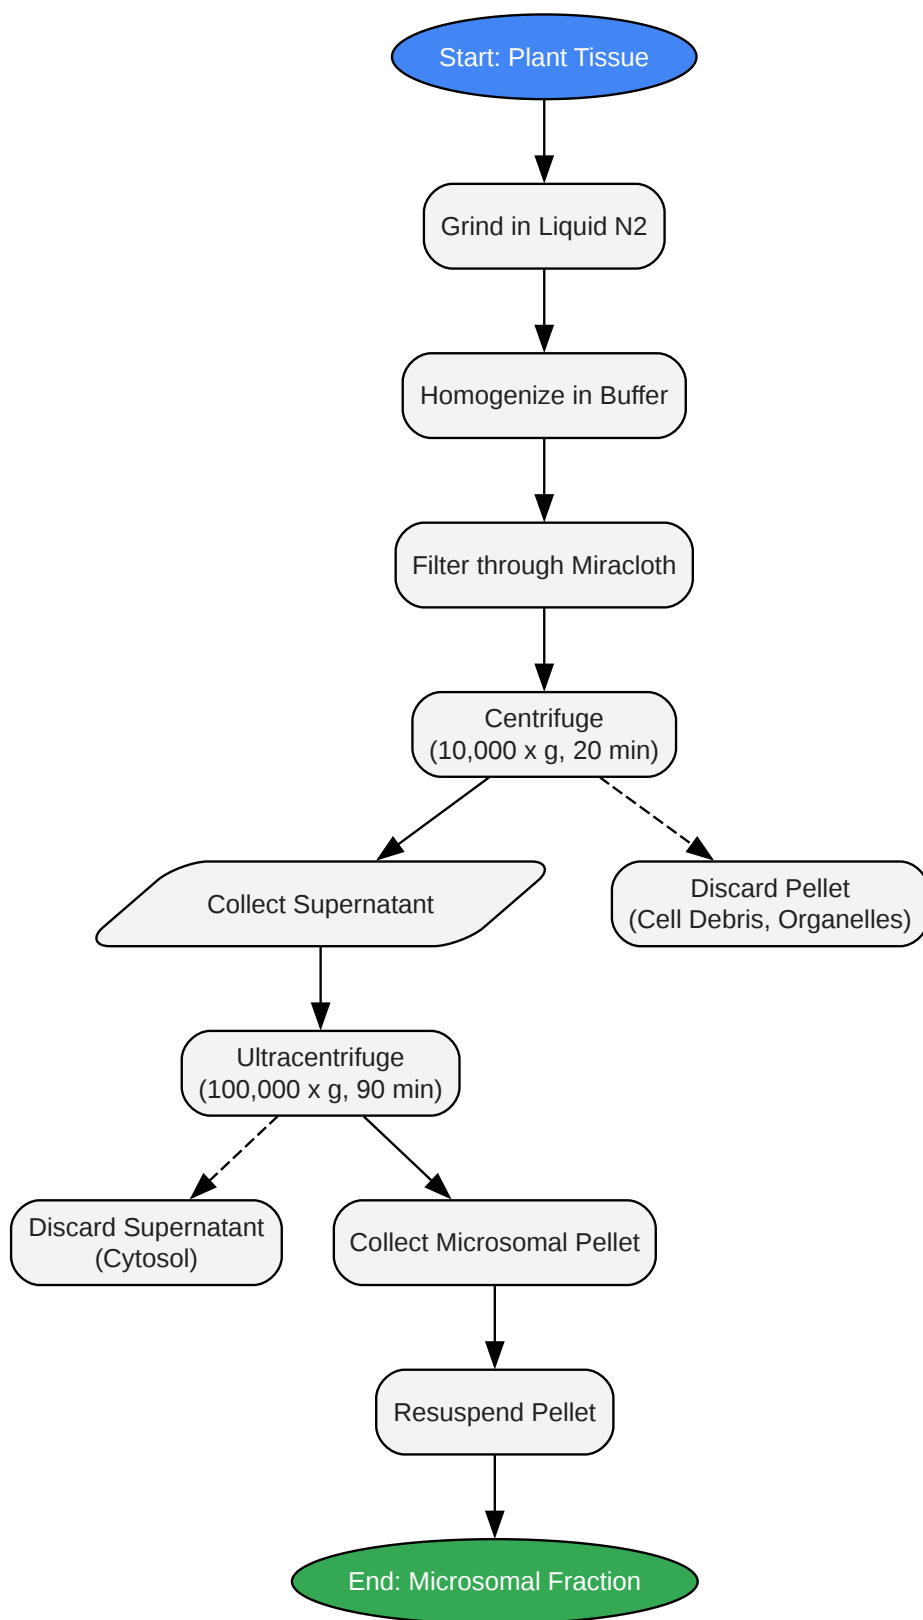 Start: Plant Tissue
Grind in Liquid N2
Homogenize in Buffer
Filter through Miracloth
Centrifuge
(10,000 x g, 20 min)
Collect Supernatant
Discard Pellet
(Cell Debris, Organelles)
Ultracentrifuge
(100,000 x g, 90 min)
Discard Supernatant
(Cytosol)
Collect Microsomal Pellet
Resuspend Pellet
End: Microsomal Fraction